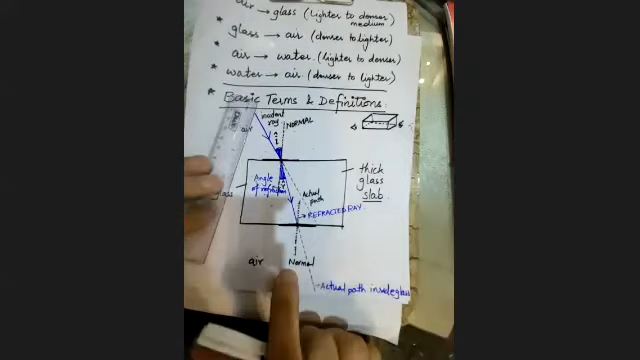 air → glass (lighter to denser medium)
* glass → air (denser to lighter)
* air → water. (lighter to denser)
* water → air (denser to lighter)
* Basic Terms & Definitions
incident ray
NORMAL
air
î
thick glass slab
Angle of refraction
r̂
Actual path
REFRACTED RAY
glass
air
Normal
Actual path inside glass